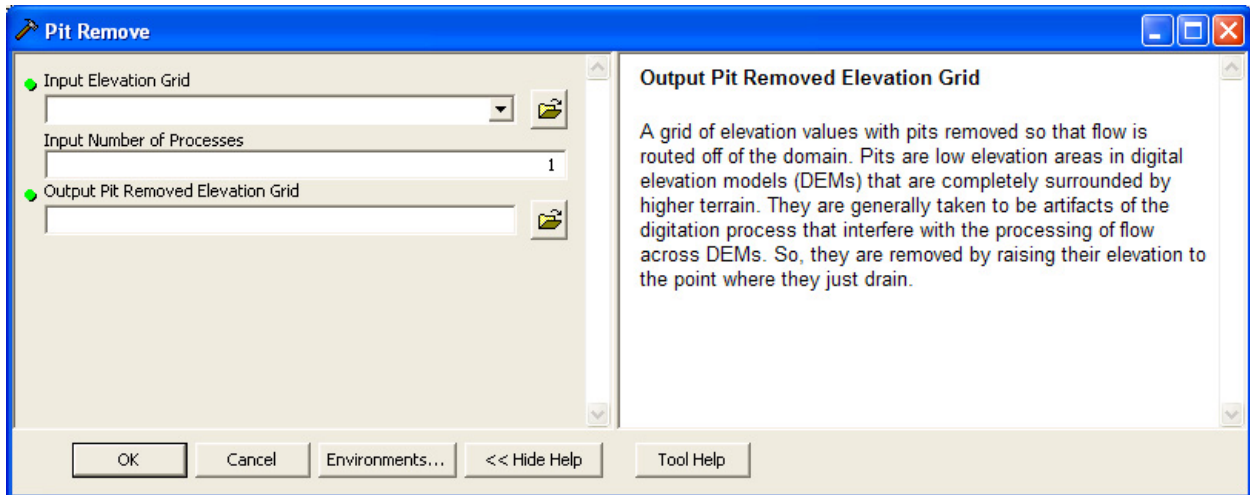 Pit Remove
Input Elevation Grid
Input Number of Processes
1
Output Pit Removed Elevation Grid
Output Pit Removed Elevation Grid
A grid of elevation values with pits removed so that flow is
routed off of the domain. Pits are low elevation areas in digital
elevation models (DEMs) that are completely surrounded by
higher terrain. They are generally taken to be artifacts of the
digitation process that interfere with the processing of flow
across DEMs. So, they are removed by raising their elevation to
the point where they just drain.
OK
Cancel
Environments...
<< Hide Help
Tool Help